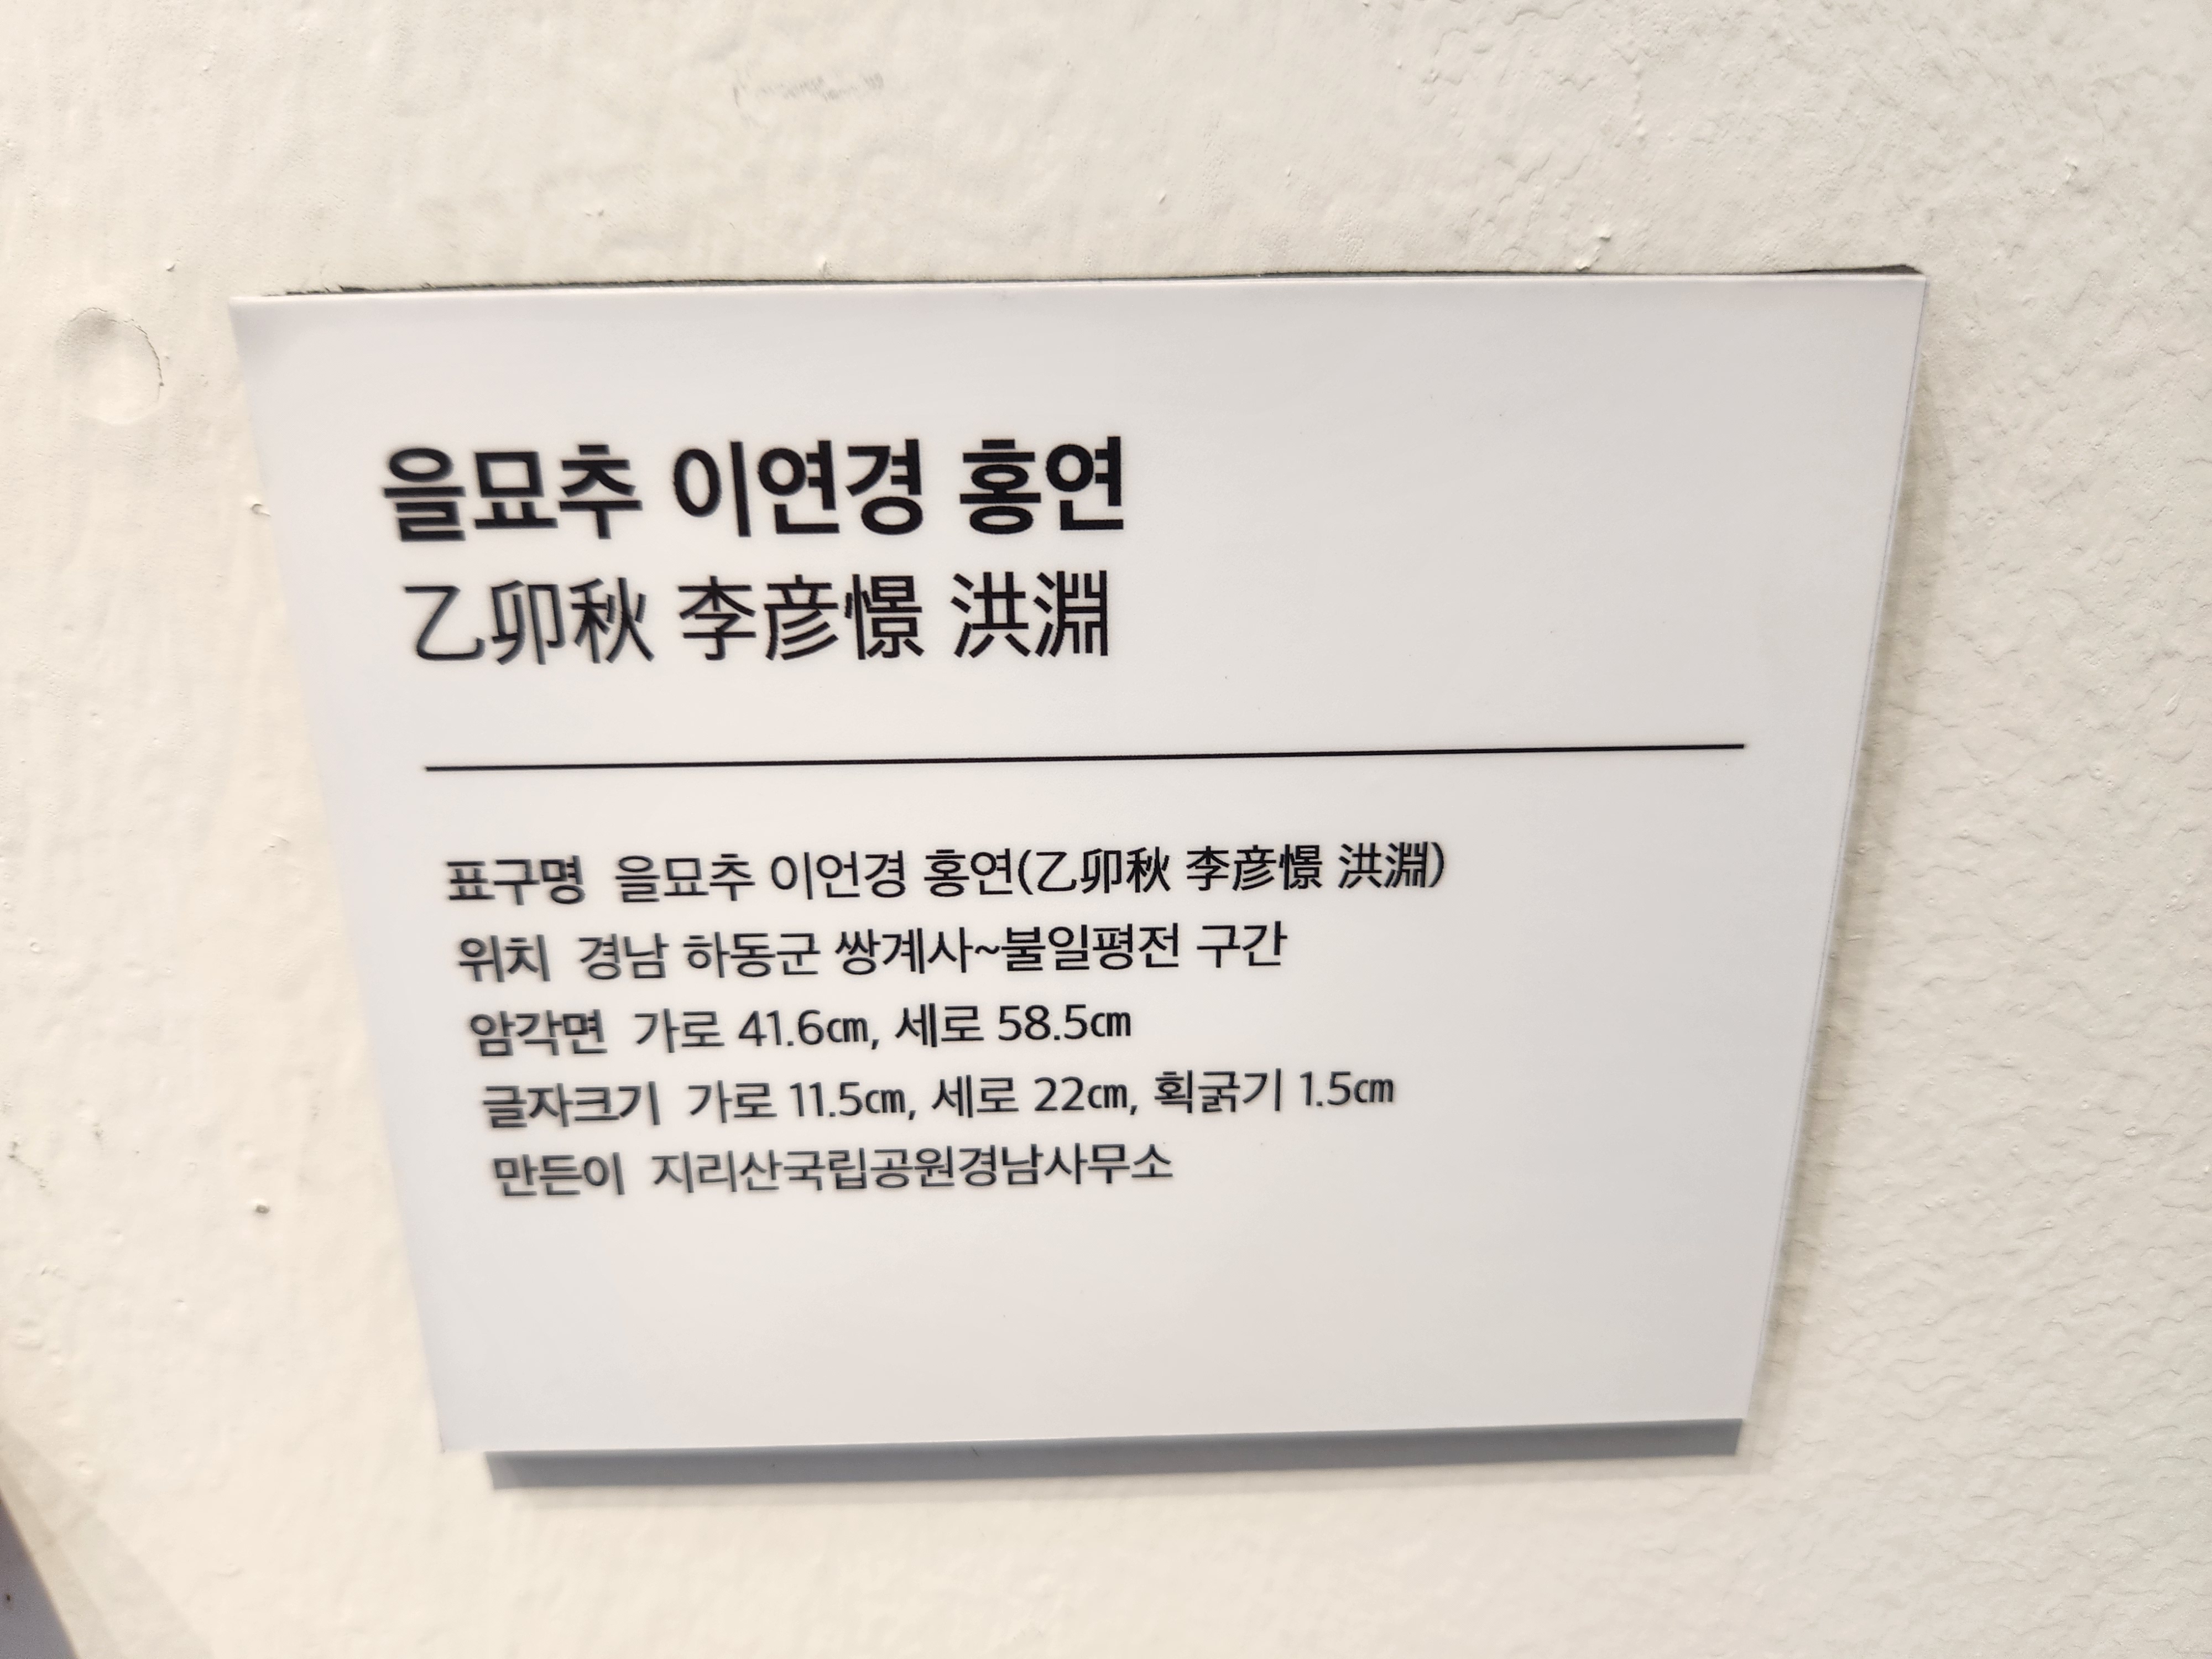 을묘추 이연경 홍연
乙卯秋 李彦憬 洪淵
표구명 을묘추 이언경 홍연(乙卯秋 李彦憬 洪淵)
위치 경남 하동군 쌍계사~불일평전 구간
암각면 가로 41.6㎝, 세로 58.5㎝
글자크기 가로 11.5㎝, 세로 22㎝, 획굵기 1.5㎝
만든이 지리산국립공원경남사무소